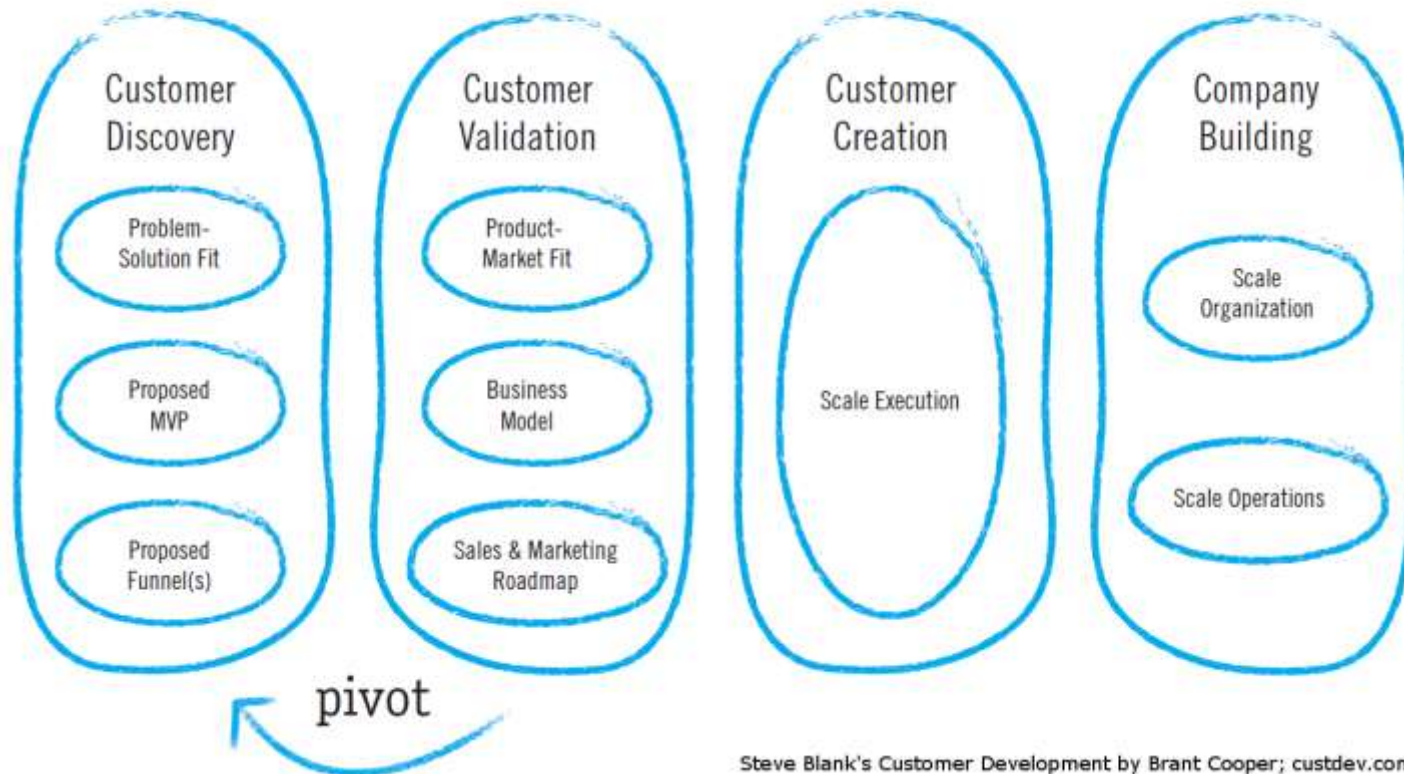 Customer
Discovery
Problem-
Solution Fit
Proposed
MVP
Proposed
Funnel(s)
Customer
Validation
Product-
Market Fit
Business
Model
Sales & Marketing
Roadmap
Customer
Creation
Scale Execution
Company
Building
Scale
Organization
Scale Operations
pivot
Steve Blank's Customer Development by Brant Cooper; custdev.com